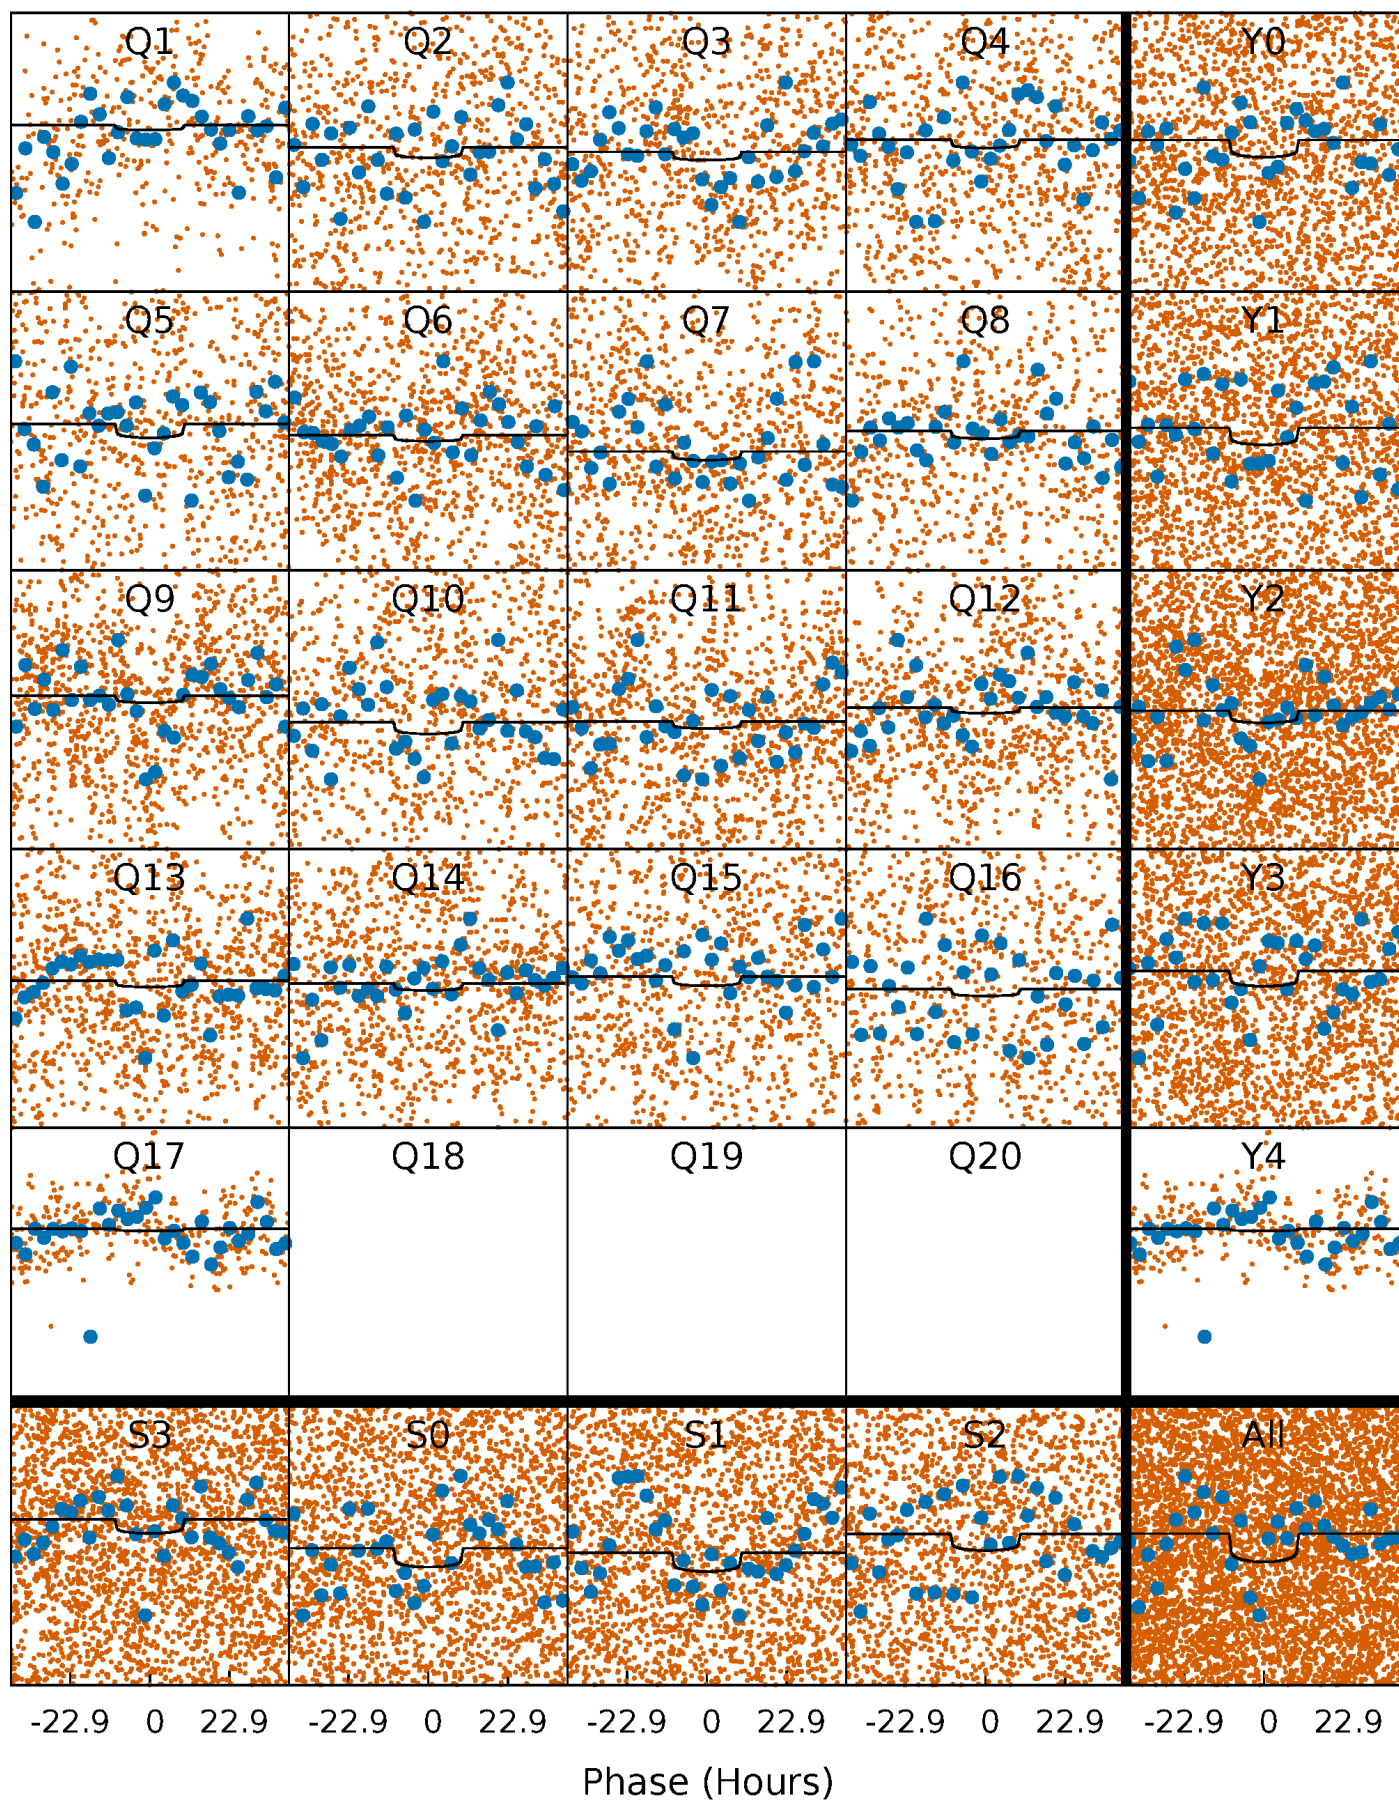 Q1 Q2 Q3 Q4 Y0
Q5 Q6 Q7 Q8 Y1
Q9 Q10 Q11 Q12 Y2
Q13 Q14 Q15 Q16 Y3
Q17 Q18 Q19 Q20 Y4
S3 S0 S1 S2 All
-22.9 0 22.9 -22.9 0 22.9 -22.9 0 22.9 -22.9 0 22.9 -22.9 0 22.9
Phase (Hours)